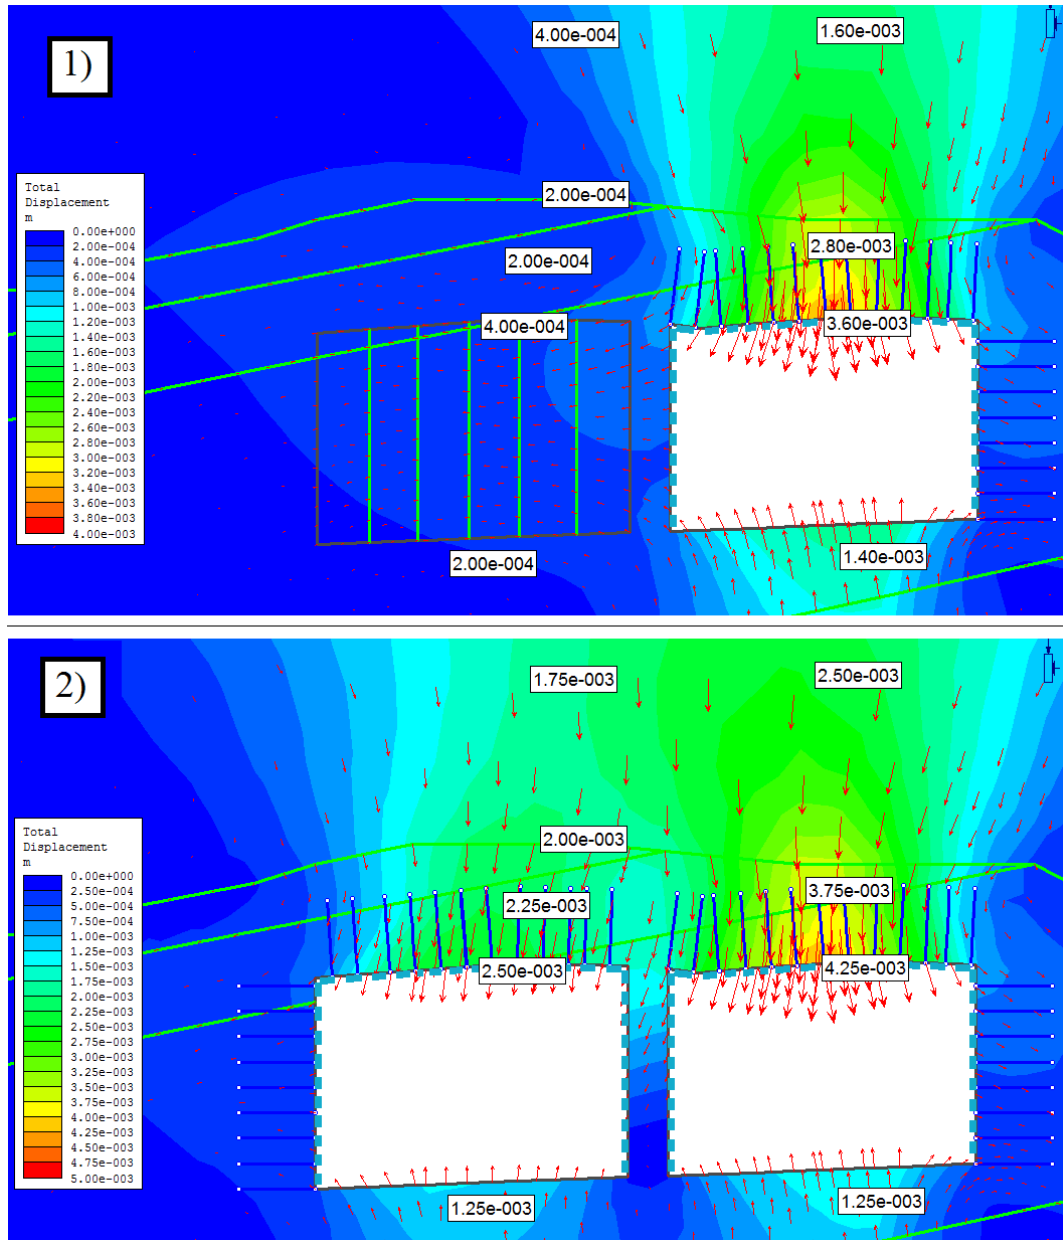 4.00e-004
1.60e-003
1)
Total
Displacement
m
0.00e+000
2.00e-004
4.00e-004
6.00e-004
8.00e-004
1.00e-003
1.20e-003
1.40e-003
1.60e-003
1.80e-003
2.00e-003
2.20e-003
2.40e-003
2.60e-003
2.80e-003
3.00e-003
3.20e-003
3.40e-003
3.60e-003
3.80e-003
4.00e-003
2.00e-004
2.00e-004
2.80e-003
4.00e-004
3.60e-003
2.00e-004
1.40e-003
2)
1.75e-003
2.50e-003
Total
Displacement
m
0.00e+000
2.50e-004
5.00e-004
7.50e-004
1.00e-003
1.25e-003
1.50e-003
1.75e-003
2.00e-003
2.25e-003
2.50e-003
2.75e-003
3.00e-003
3.25e-003
3.50e-003
3.75e-003
4.00e-003
4.25e-003
4.50e-003
4.75e-003
5.00e-003
2.00e-003
2.25e-003
3.75e-003
2.50e-003
4.25e-003
1.25e-003
1.25e-003